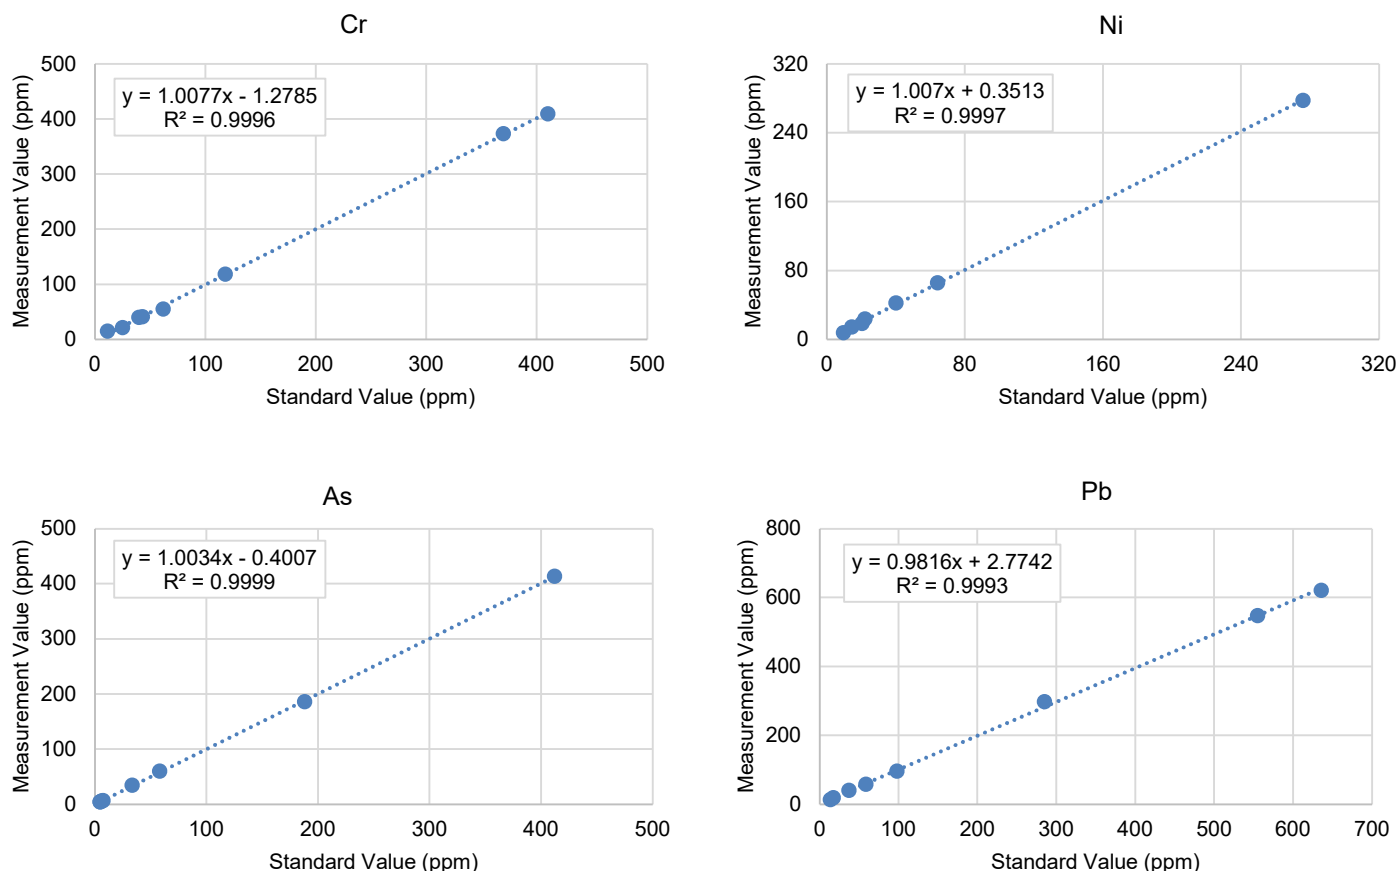 Cr
Measurement Value (ppm)
500
400
300
200
100
0
y = 1.0077x - 1.2785
R² = 0.9996
0 100 200 300 400 500
Standard Value (ppm)
Ni
Measurement Value (ppm)
320
240
160
80
0
y = 1.007x + 0.3513
R² = 0.9997
0 80 160 240 320
Standard Value (ppm)
As
Measurement Value (ppm)
500
400
300
200
100
0
y = 1.0034x - 0.4007
R² = 0.9999
0 100 200 300 400 500
Standard Value (ppm)
Pb
Measurement Value (ppm)
800
600
400
200
0
y = 0.9816x + 2.7742
R² = 0.9993
0 100 200 300 400 500 600 700
Standard Value (ppm)